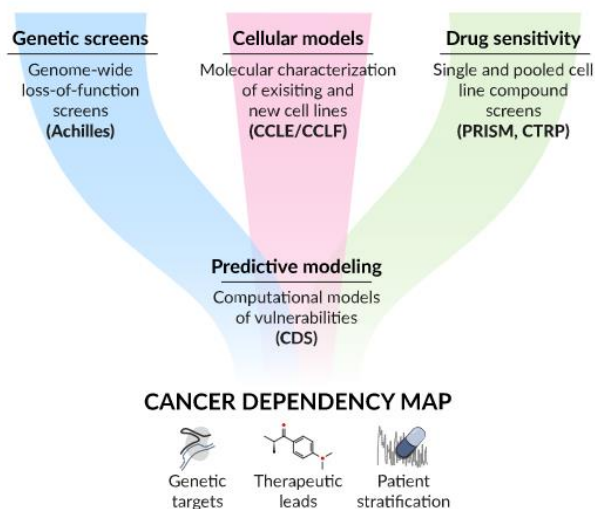 Genetic screens
Genome-wide
loss-of-function
screens
(Achilles)
Cellular models
Molecular characterization
of exisiting and
new cell lines
(CCLE/CCLF)
Drug sensitivity
Single and pooled cell
line compound
screens
(PRISM, CTRP)
Predictive modeling
Computational models
of vulnerabilities
(CDS)
CANCER DEPENDENCY MAP
Genetic
targets
Therapeutic
leads
Patient
stratification